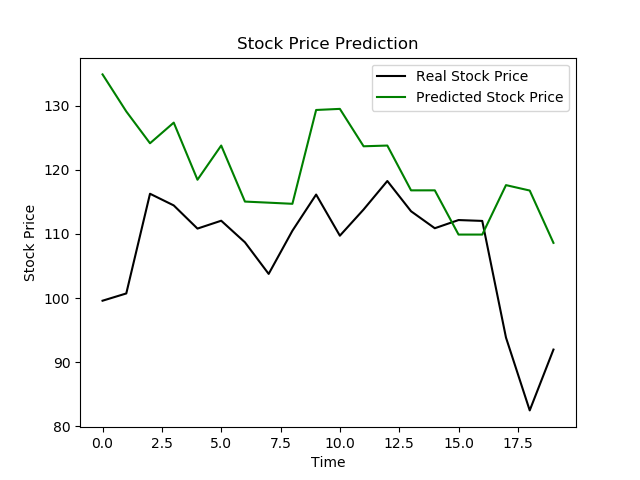 Stock Price Prediction
Real Stock Price
Predicted Stock Price
130
120
110
100
90
80
Stock Price
0.0 2.5 5.0 7.5 10.0 12.5 15.0 17.5
Time